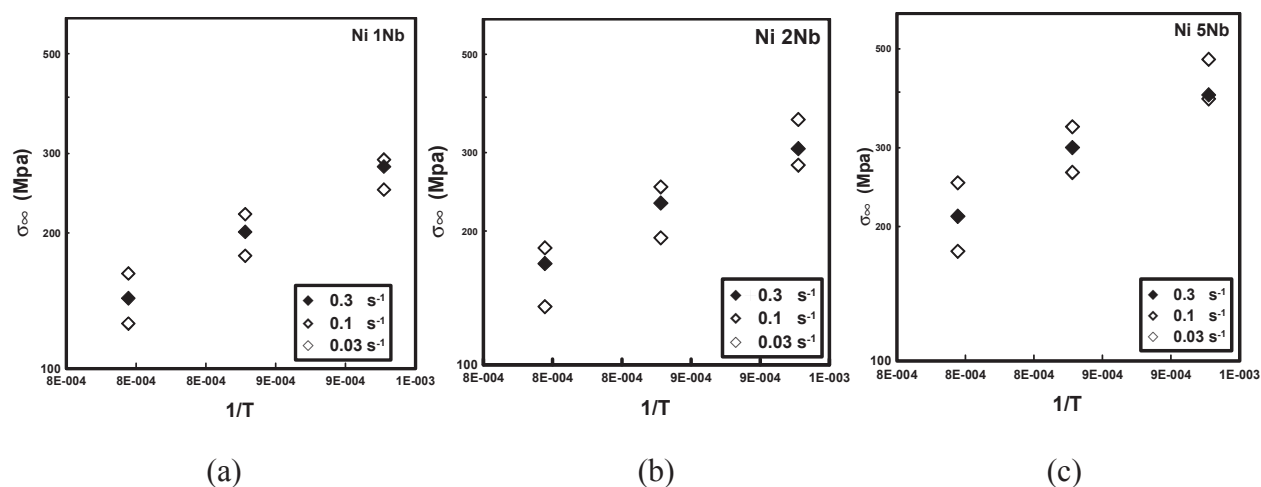 Ni 1Nb
500
300
200
100
σ∞ (Mpa)
0.3 s-1
0.1 s-1
0.03 s-1
8E-004 8E-004 8E-004 9E-004 9E-004 1E-003
1/T
(a)
Ni 2Nb
500
300
200
100
σ∞ (Mpa)
0.3 s-1
0.1 s-1
0.03 s-1
8E-004 8E-004 8E-004 9E-004 9E-004 1E-003
1/T
(b)
Ni 5Nb
500
300
200
100
σ∞ (Mpa)
0.3 s-1
0.1 s-1
0.03 s-1
8E-004 8E-004 8E-004 9E-004 9E-004 1E-003
1/T
(c)